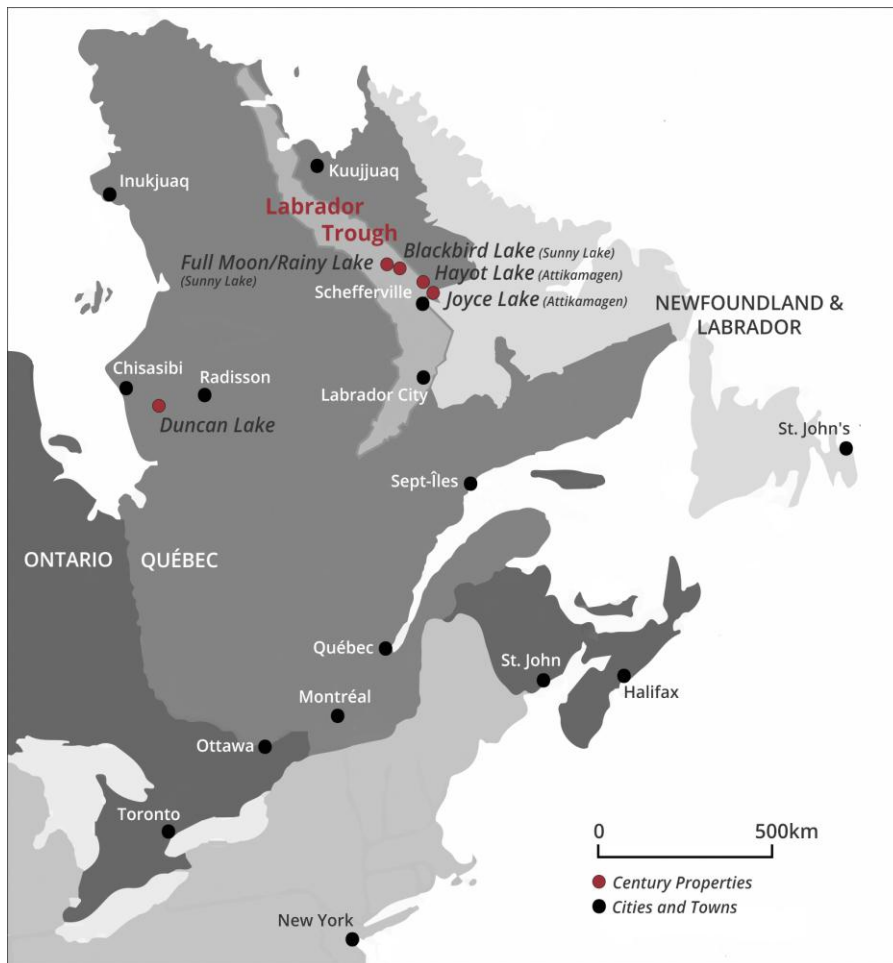 Kuujjuaq
Inukjuaq
Labrador
Trough
Blackbird Lake (Sunny Lake)
Full Moon/Rainy Lake
(Sunny Lake)
Hayot Lake (Attikamagen)
Schefferville
Joyce Lake (Attikamagen)
NEWFOUNDLAND &
LABRADOR
Chisasibi
Radisson
Labrador City
Duncan Lake
St. John's
Sept-Îles
ONTARIO
QUÉBEC
Québec
St. John
Montréal
Halifax
Ottawa
Toronto
0 500km
Century Properties
Cities and Towns
New York